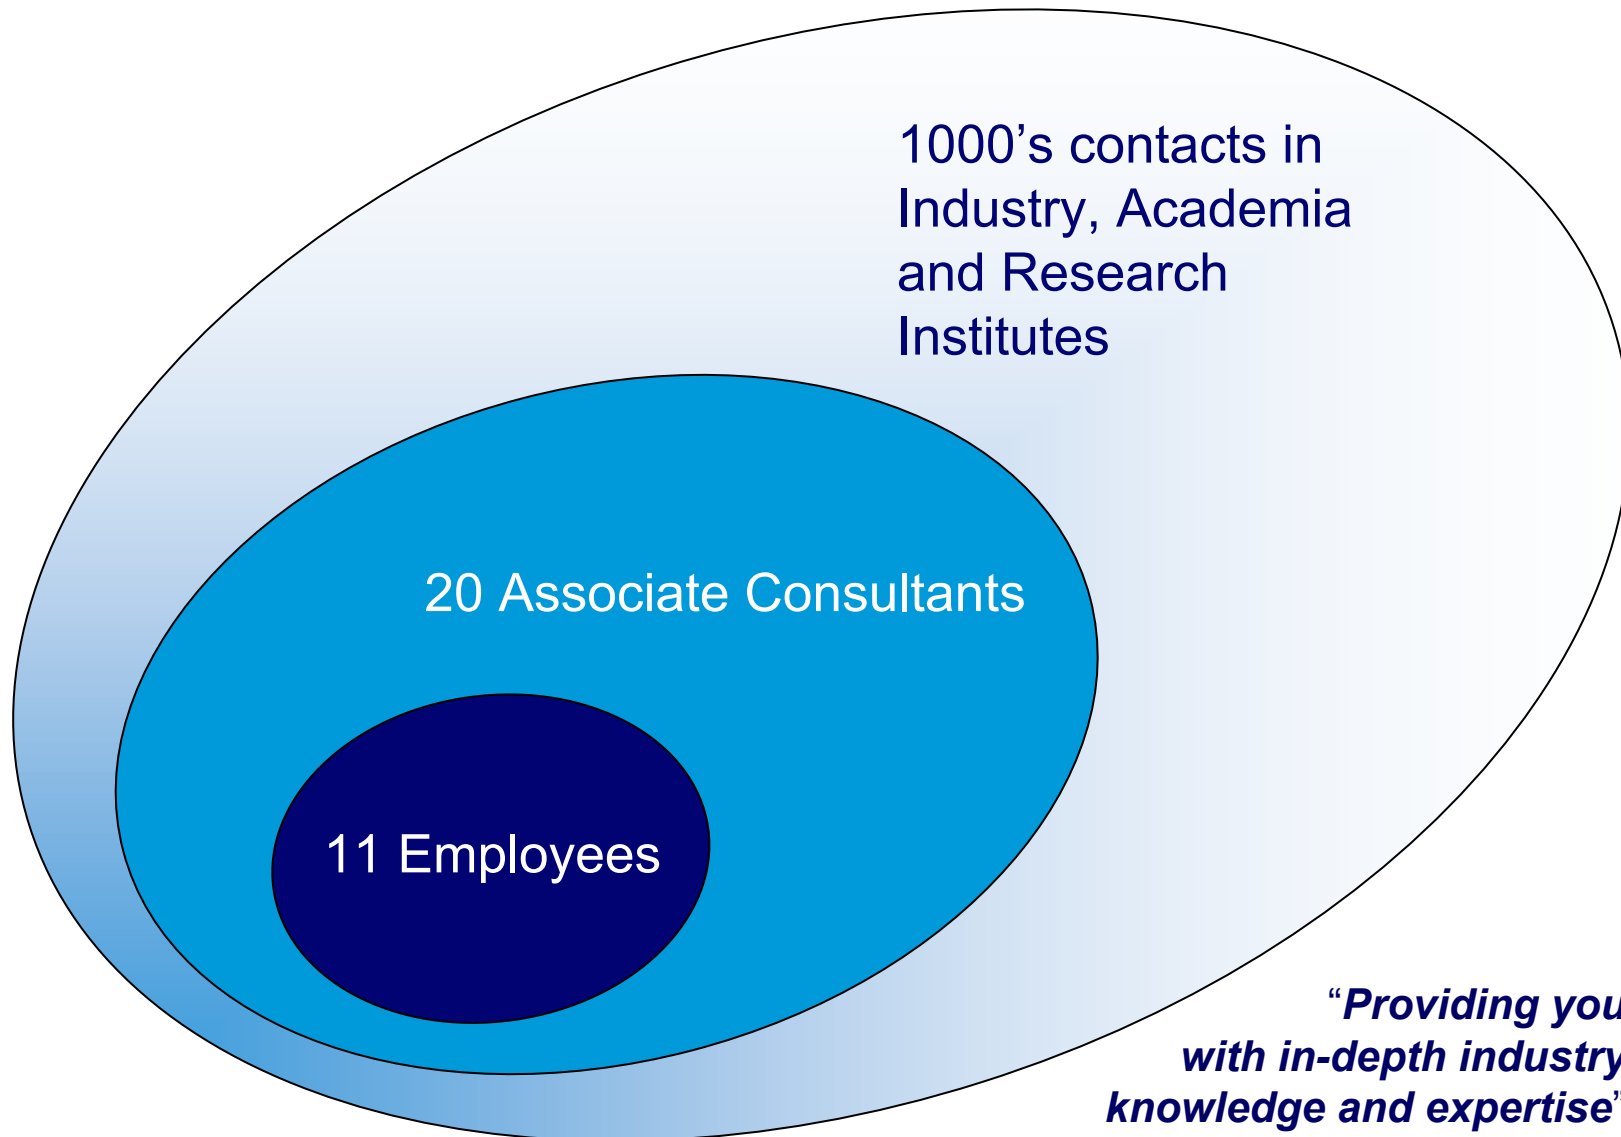 1000’s contacts in
Industry, Academia
and Research
Institutes
20 Associate Consultants
11 Employees
“Providing you
with in-depth industry
knowledge and expertise”